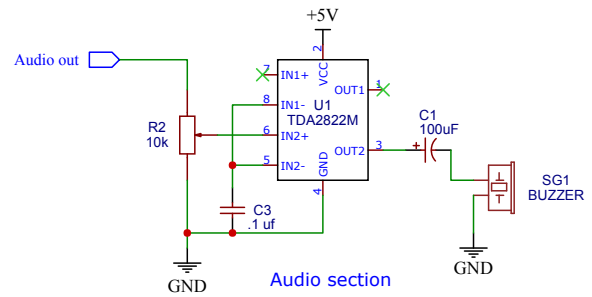 +5V
Audio out
2
VCC
7
IN1+
OUT1
1
8
IN1-
U1
TDA2822M
R2
10k
6
IN2+
C1
100uF
+
OUT2
3
5
IN2-
GND
4
SG1
BUZZER
C3
.1 uf
GND
Audio section
GND